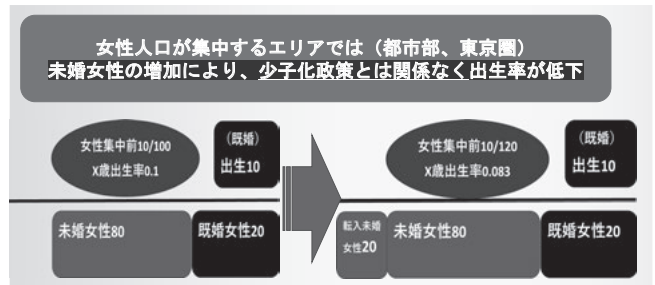 女性人口が集中するエリアでは（都市部、東京圏）
未婚女性の増加により、少子化政策とは関係なく出生率が低下
女性集中前10/100
X歳出生率0.1
（既婚）
出生10
未婚女性80
既婚女性20
女性集中前10/120
X歳出生率0.083
（既婚）
出生10
転入未婚
女性20
未婚女性80
既婚女性20